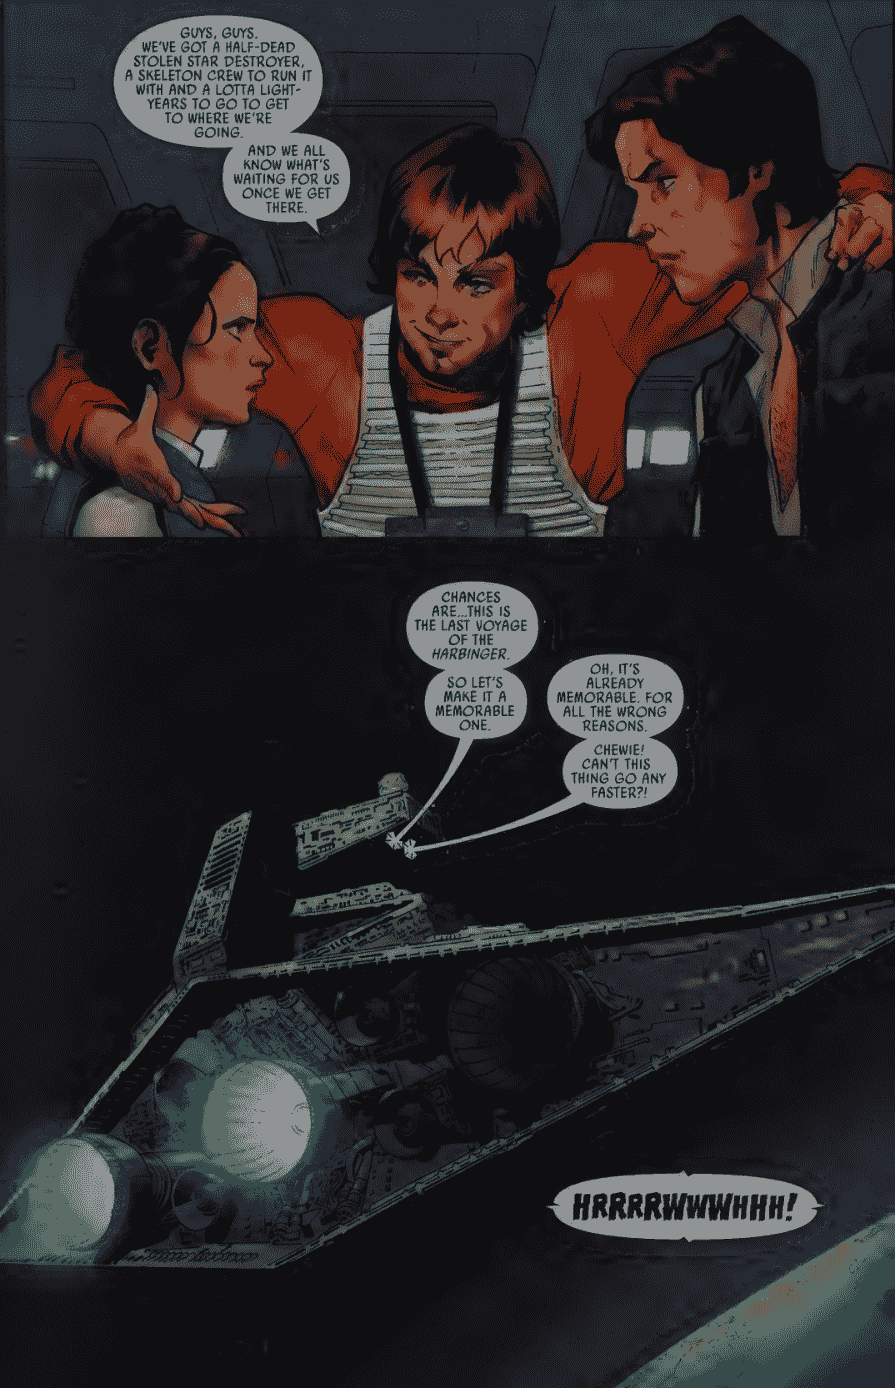 GUYS, GUYS.
WE'VE GOT A HALF-DEAD
STOLEN STAR DESTROYER,
A SKELETON CREW TO RUN IT
WITH AND A LOTTA LIGHT-
YEARS TO GO TO GET
TO WHERE WE'RE
GOING.
AND WE ALL
KNOW WHAT'S
WAITING FOR US
ONCE WE GET
THERE.
CHANCES
ARE...THIS IS
THE LAST VOYAGE
OF THE
HARBINGER.
SO LET'S
MAKE IT A
MEMORABLE
ONE.
OH, IT'S
ALREADY
MEMORABLE. FOR
ALL THE WRONG
REASONS.
CHEWIE!
CAN'T THIS
THING GO ANY
FASTER?!
HRRRRWWWHHH!